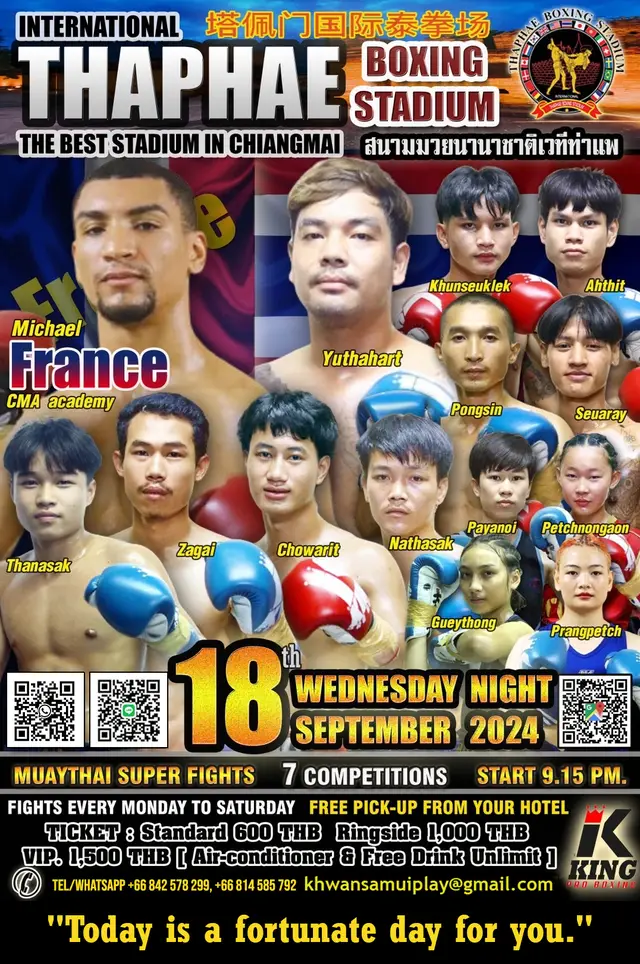 INTERNATIONAL
塔佩门国际泰拳场
THAPHAE
BOXING
STADIUM
THAPHAE BOXING STADIUM
THE BEST STADIUM IN CHIANGMAI
สนามมวยนานาชาติเวทีท่าแพ
Khunseuklek
Ahthit
Michael
France
CMA academy
Yuthahart
Pongsin
Seuaray
Thanasak
Zagai
Chowarit
Nathasak
Payanoi
Petchnongaon
Gueythong
Prangpetch
18th
WEDNESDAY NIGHT
SEPTEMBER 2024
MUAYTHAI SUPER FIGHTS 7 COMPETITIONS START 9.15 PM.
FIGHTS EVERY MONDAY TO SATURDAY FREE PICK-UP FROM YOUR HOTEL
TICKET : Standard 600 THB Ringside 1,000 THB
VIP. 1,500 THB [ Air-conditioner & Free Drink Unlimit ]
K
KING
PRO BOXING
TEL/WHATSAPP +66 842 578 299, +66 814 585 792 khwansamuiplay@gmail.com
"Today is a fortunate day for you."